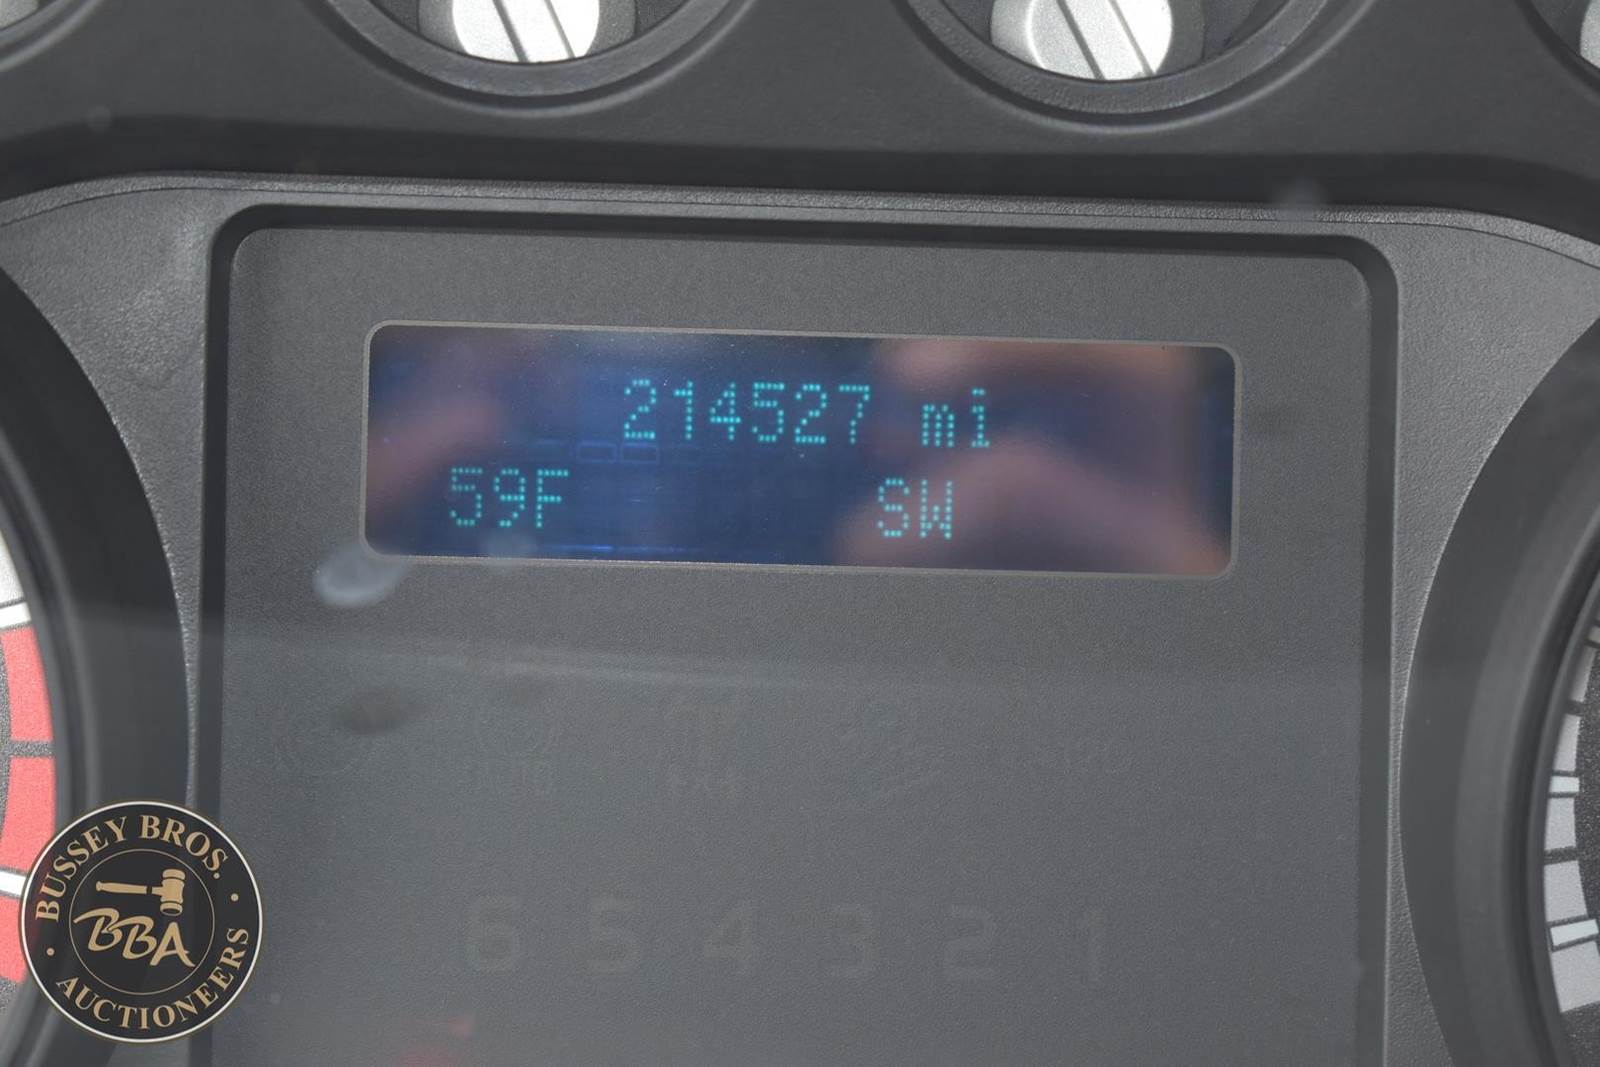 214527 mi
59F SW
6 5 4 3 2 1
BUSSEY BROS.
BBA
AUCTIONEERS